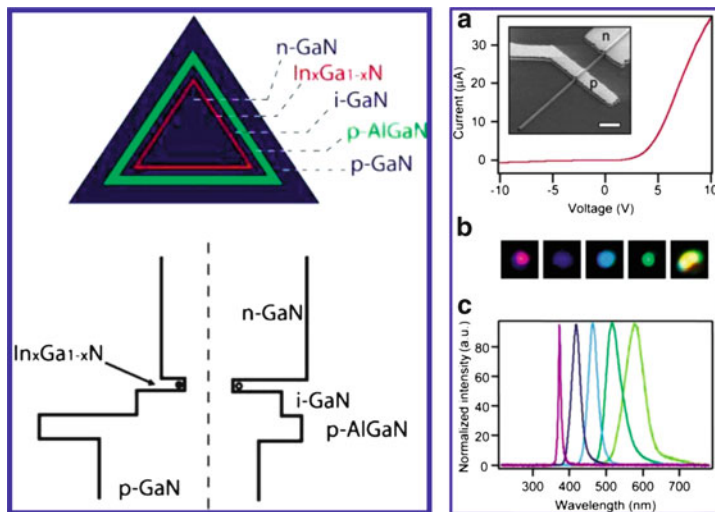 n-GaN
InxGa1-xN
i-GaN
p-AlGaN
p-GaN
n-GaN
InxGa1-xN
i-GaN
p-AlGaN
p-GaN
a
30
20
10
0
Current (µA)
n
p
-10
-5
0
5
10
Voltage (V)
b
c
80
60
40
20
0
Normalized intensity (a.u.)
300
400
500
600
700
Wavelength (nm)